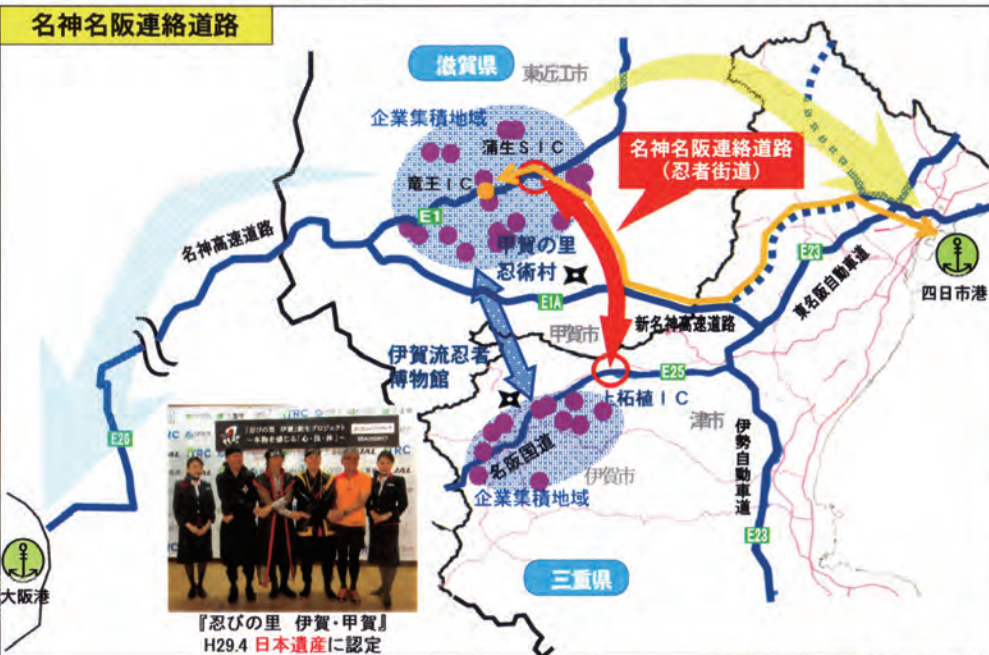 名神名阪連絡道路
滋賀県
東近江市
企業集積地域
蒲生SIC
竜王IC
名神名阪連絡道路
(忍者街道)
E1
名神高速道路
甲賀の里
忍術村
E1A
新名神高速道路
E23
東名阪自動車道
四日市港
甲賀市
伊賀流忍者
博物館
E25
上柘植IC
津市
名阪国道
伊賀市
企業集積地域
伊勢自動車道
E23
E26
大阪港
三重県
『忍びの里 伊賀・甲賀』
H29.4 日本遺産に認定